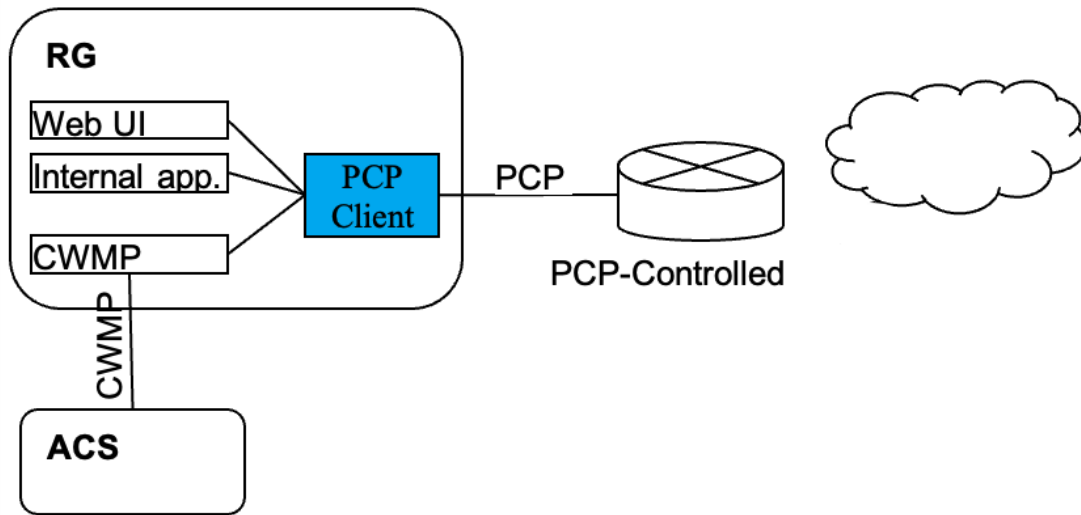 RG
Web UI
Internal app.
CWMP
PCP
Client
PCP
PCP-Controlled
CWMP
ACS